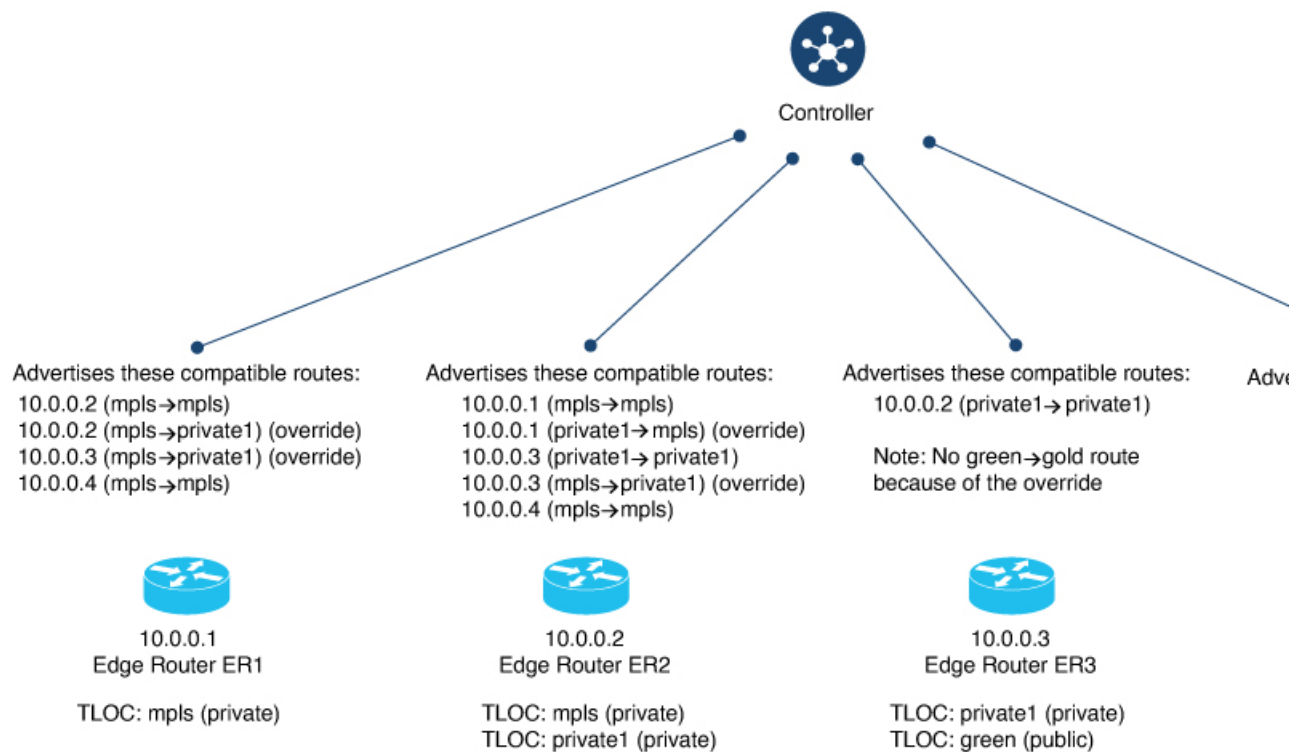 Controller
Advertises these compatible routes:
10.0.0.2 (mpls→mpls)
10.0.0.2 (mpls→private1) (override)
10.0.0.3 (mpls→private1) (override)
10.0.0.4 (mpls→mpls)
10.0.0.1
Edge Router ER1
TLOC: mpls (private)
Advertises these compatible routes:
10.0.0.1 (mpls→mpls)
10.0.0.1 (private1→mpls) (override)
10.0.0.3 (private1→private1)
10.0.0.3 (mpls→private1) (override)
10.0.0.4 (mpls→mpls)
10.0.0.2
Edge Router ER2
TLOC: mpls (private)
TLOC: private1 (private)
Advertises these compatible routes:
10.0.0.2 (private1→private1)
Note: No green→gold route
because of the override
10.0.0.3
Edge Router ER3
TLOC: private1 (private)
TLOC: green (public)